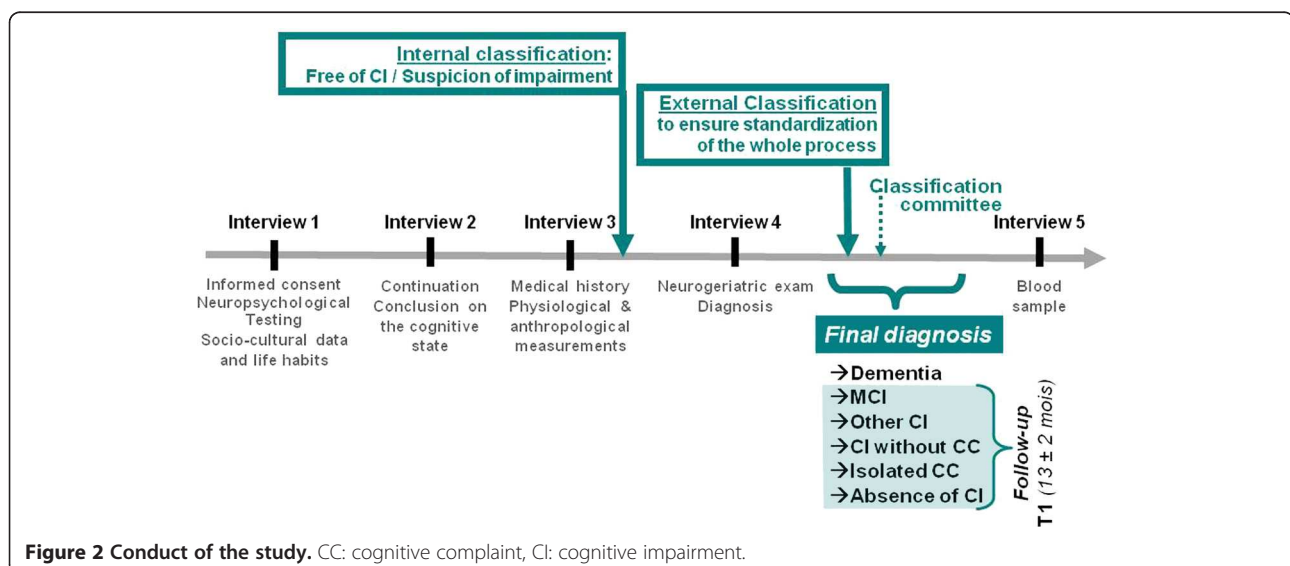 Internal classification:
Free of CI / Suspicion of impairment
External Classification
to ensure standardization
of the whole process
Classification
committee
Interview 1
Interview 2
Interview 3
Interview 4
Interview 5
Informed consent
Neuropsychological
Testing
Socio-cultural data
and life habits
Continuation
Conclusion on
the cognitive
state
Medical history
Physiological &
anthropological
measurements
Neurogeriatric exam
Diagnosis
Blood
sample
Final diagnosis
→Dementia
→MCI
→Other CI
→CI without CC
→Isolated CC
→Absence of CI
Follow-up
T1 (13 ± 2 mois)
Figure 2 Conduct of the study. CC: cognitive complaint, CI: cognitive impairment.